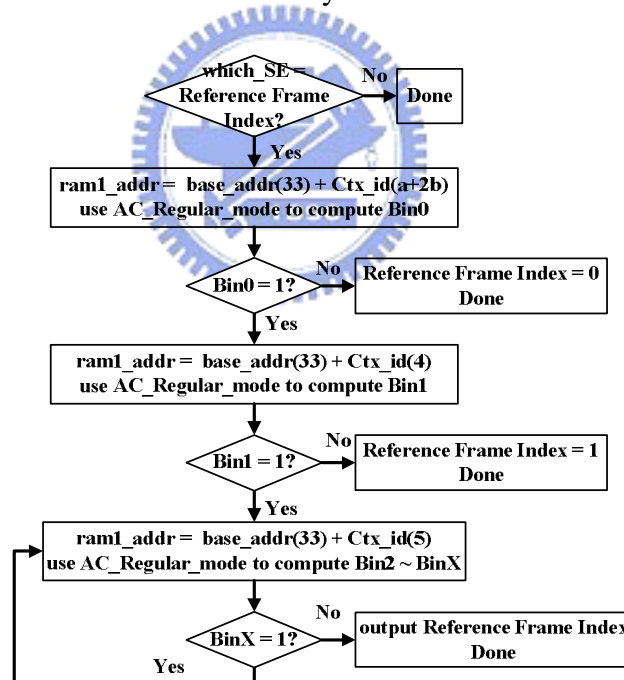 which_SE =
Reference Frame
Index?
No
Done
Yes
ram1_addr = base_addr(33) + Ctx_id(a+2b)
use AC_Regular_mode to compute Bin0
Bin0 = 1?
No
Reference Frame Index = 0
Done
Yes
ram1_addr = base_addr(33) + Ctx_id(4)
use AC_Regular_mode to compute Bin1
Bin1 = 1?
No
Reference Frame Index = 1
Done
Yes
ram1_addr = base_addr(33) + Ctx_id(5)
use AC_Regular_mode to compute Bin2 ~ BinX
BinX = 1?
No
output Reference Frame Index
Done
Yes